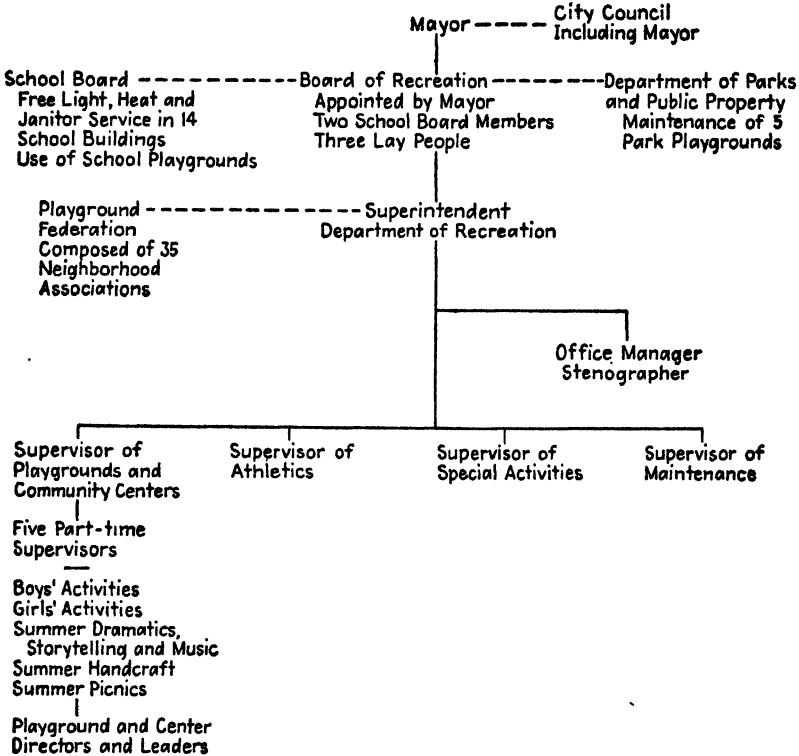 Mayor
City Council
Including Mayor
School Board
Free Light, Heat and
Janitor Service in 14
School Buildings
Use of School Playgrounds
Board of Recreation
Appointed by Mayor
Two School Board Members
Three Lay People
Department of Parks
and Public Property
Maintenance of 5
Park Playgrounds
Playground
Federation
Composed of 35
Neighborhood
Associations
Superintendent
Department of Recreation
Office Manager
Stenographer
Supervisor of
Playgrounds and
Community Centers
Supervisor of
Athletics
Supervisor of
Special Activities
Supervisor of
Maintenance
Five Part-time
Supervisors
Boys' Activities
Girls' Activities
Summer Dramatics,
Storytelling and Music
Summer Handcraft
Summer Picnics
Playground and Center
Directors and Leaders